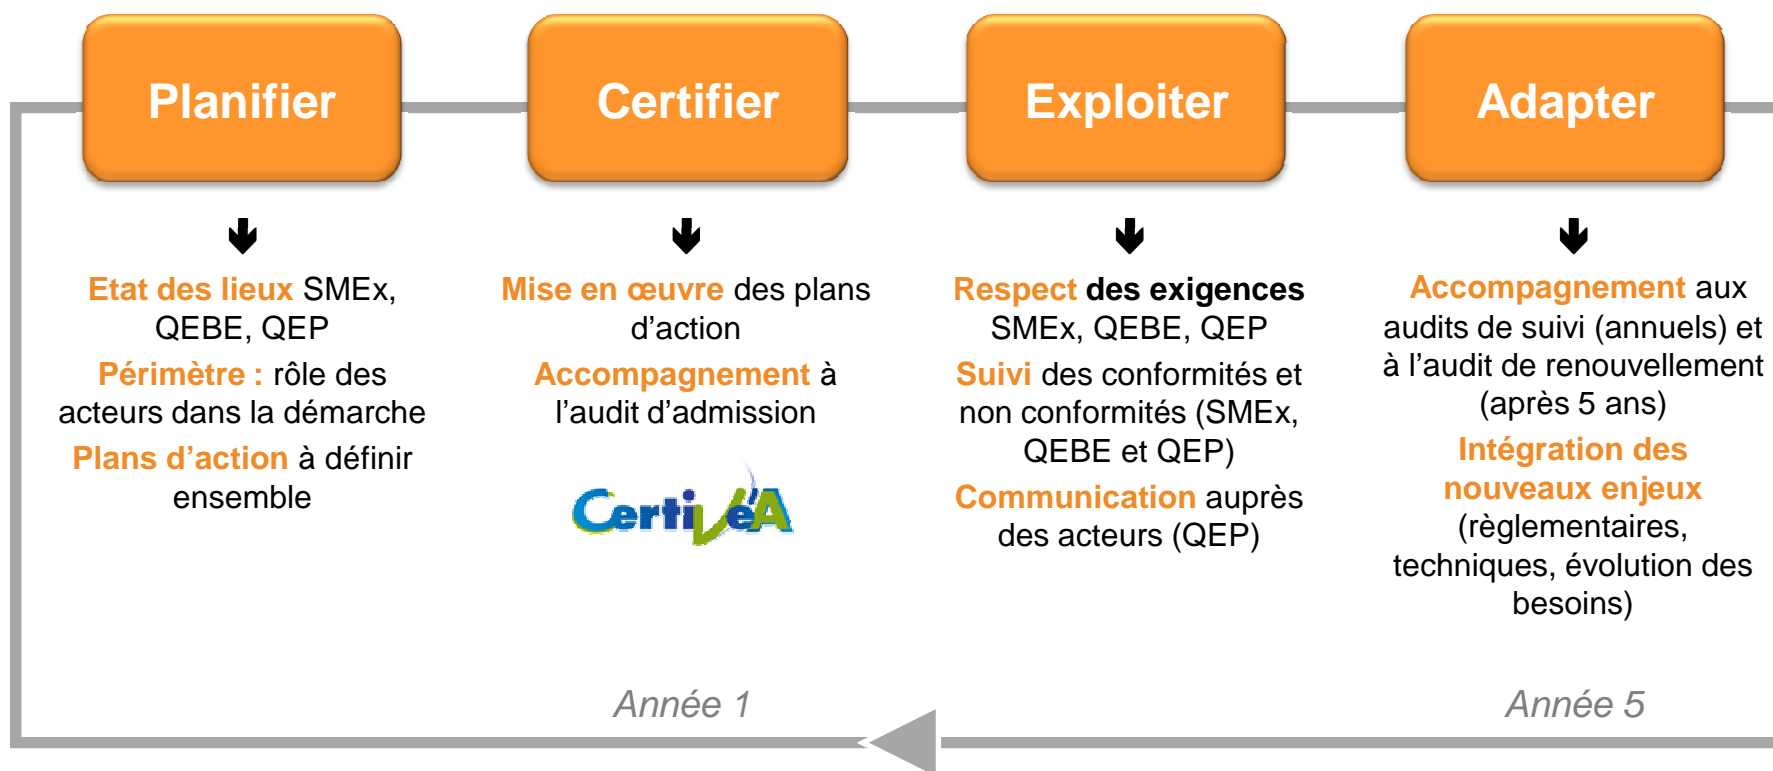 Planifier
Certifier
Exploiter
Adapter
Etat des lieux SMEx,
QEBE, QEP
Périmètre : rôle des
acteurs dans la démarche
Plans d’action à définir
ensemble
Mise en œuvre des plans
d’action
Accompagnement à
l’audit d’admission
CertivéA
Respect des exigences
SMEx, QEBE, QEP
Suivi des conformités et
non conformités (SMEx,
QEBE et QEP)
Communication auprès
des acteurs (QEP)
Accompagnement aux
audits de suivi (annuels) et
à l’audit de renouvellement
(après 5 ans)
Intégration des
nouveaux enjeux
(règlementaires,
techniques, évolution des
besoins)
Année 1
Année 5